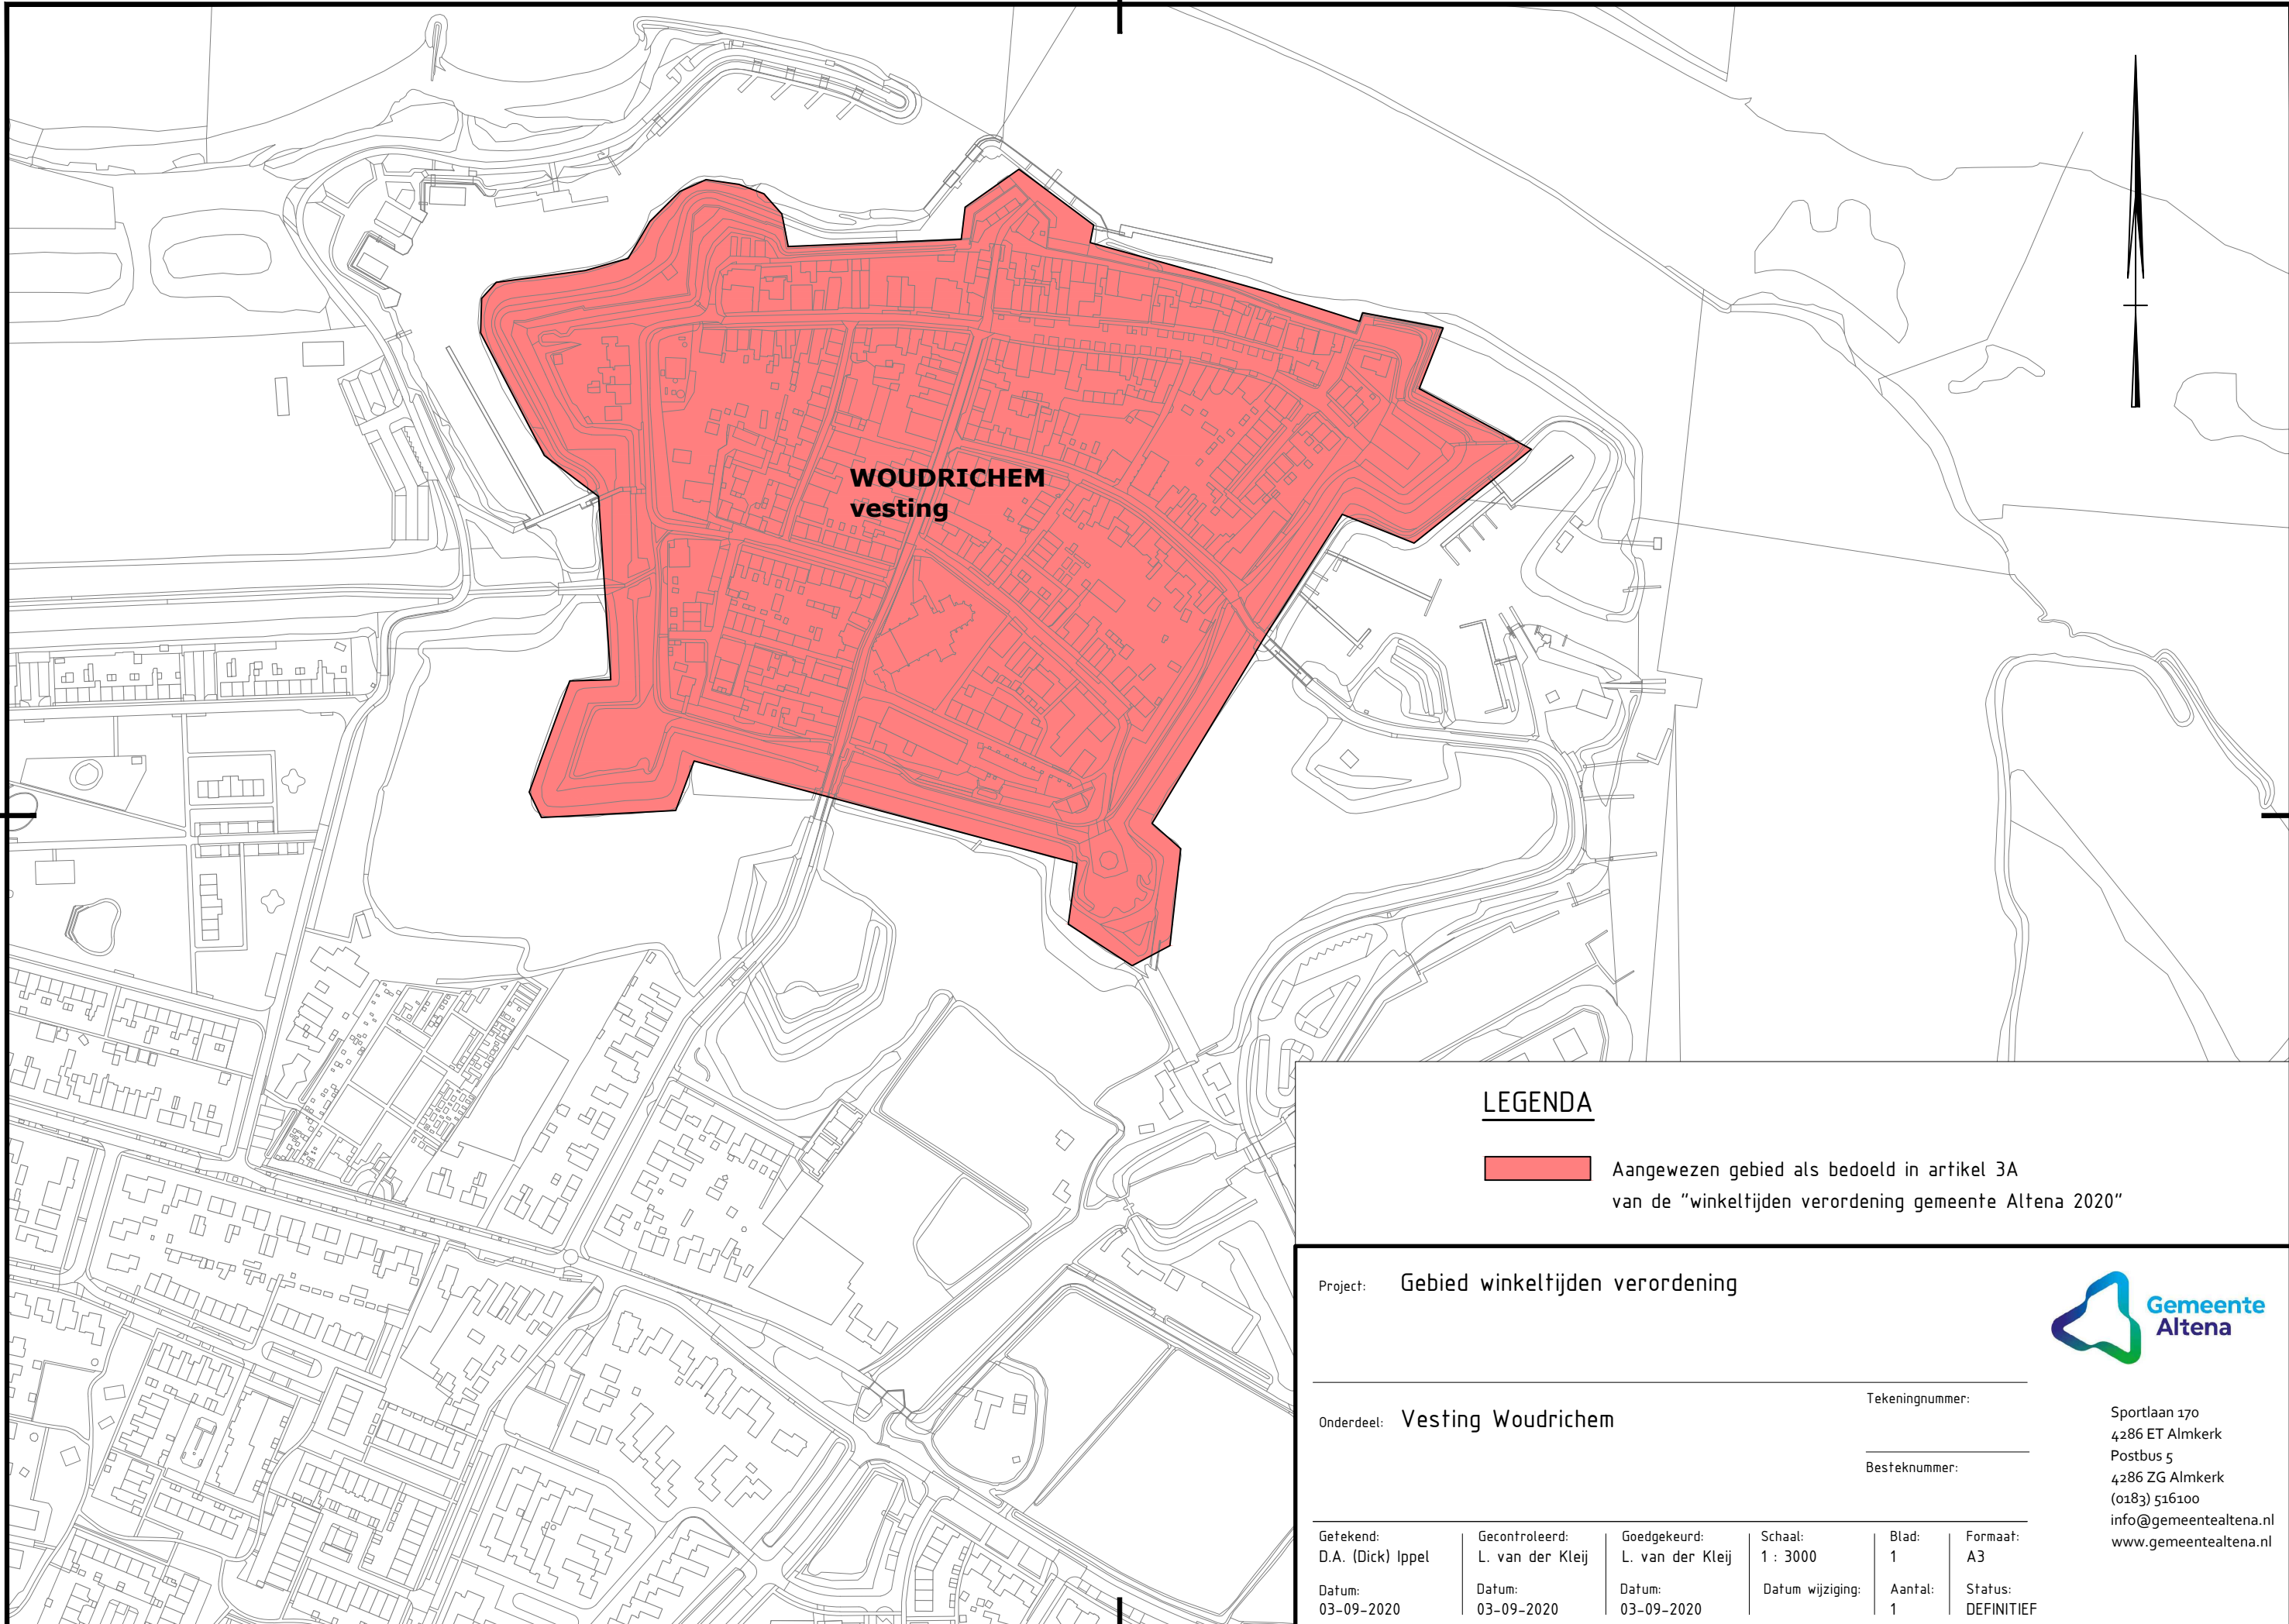 WOUDRICHEM
vesting
LEGENDA
Aangewezen gebied als bedoeld in artikel 3A
van de "winkeltijden verordening gemeente Altena 2020"
Project: Gebied winkeltijden verordening
Gemeente
Altena
Onderdeel: Vesting Woudrichem
Tekeningnummer:
Besteknummer:
Sportlaan 170
4286 ET Almkerk
Postbus 5
4286 ZG Almkerk
(0183) 516100
info@gemeentealtena.nl
www.gemeentealtena.nl
Getekend: Gecontroleerd: Goedgekeurd: Schaal: Blad: Formaat:
D.A. (Dick) Ippel L. van der Kleij L. van der Kleij 1 : 3000 1 A3
Datum: Datum: Datum: Datum wijziging: Aantal: Status:
03-09-2020 03-09-2020 03-09-2020 1 DEFINITIEF